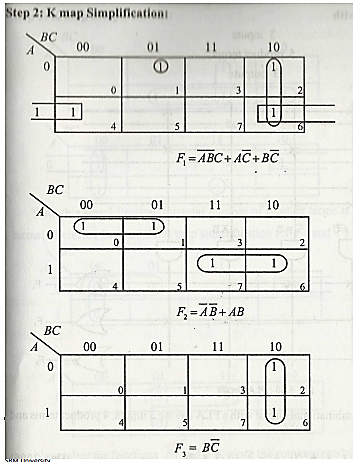 Step 2: K map Simplification:
BC
A 00 01 11 10
0 1 1
0 1 3 2
1 1 1
4 5 7 6
F₁ = A̅B̅C + AC̅ + BC̅
BC
A 00 01 11 10
0 1 1
0 1 3 2
1 1 1
4 5 7 6
F₂ = A̅ B̅ + AB
BC
A 00 01 11 10
0 1
0 1 3 2
1 1
4 5 7 6
F₃ = BC̅